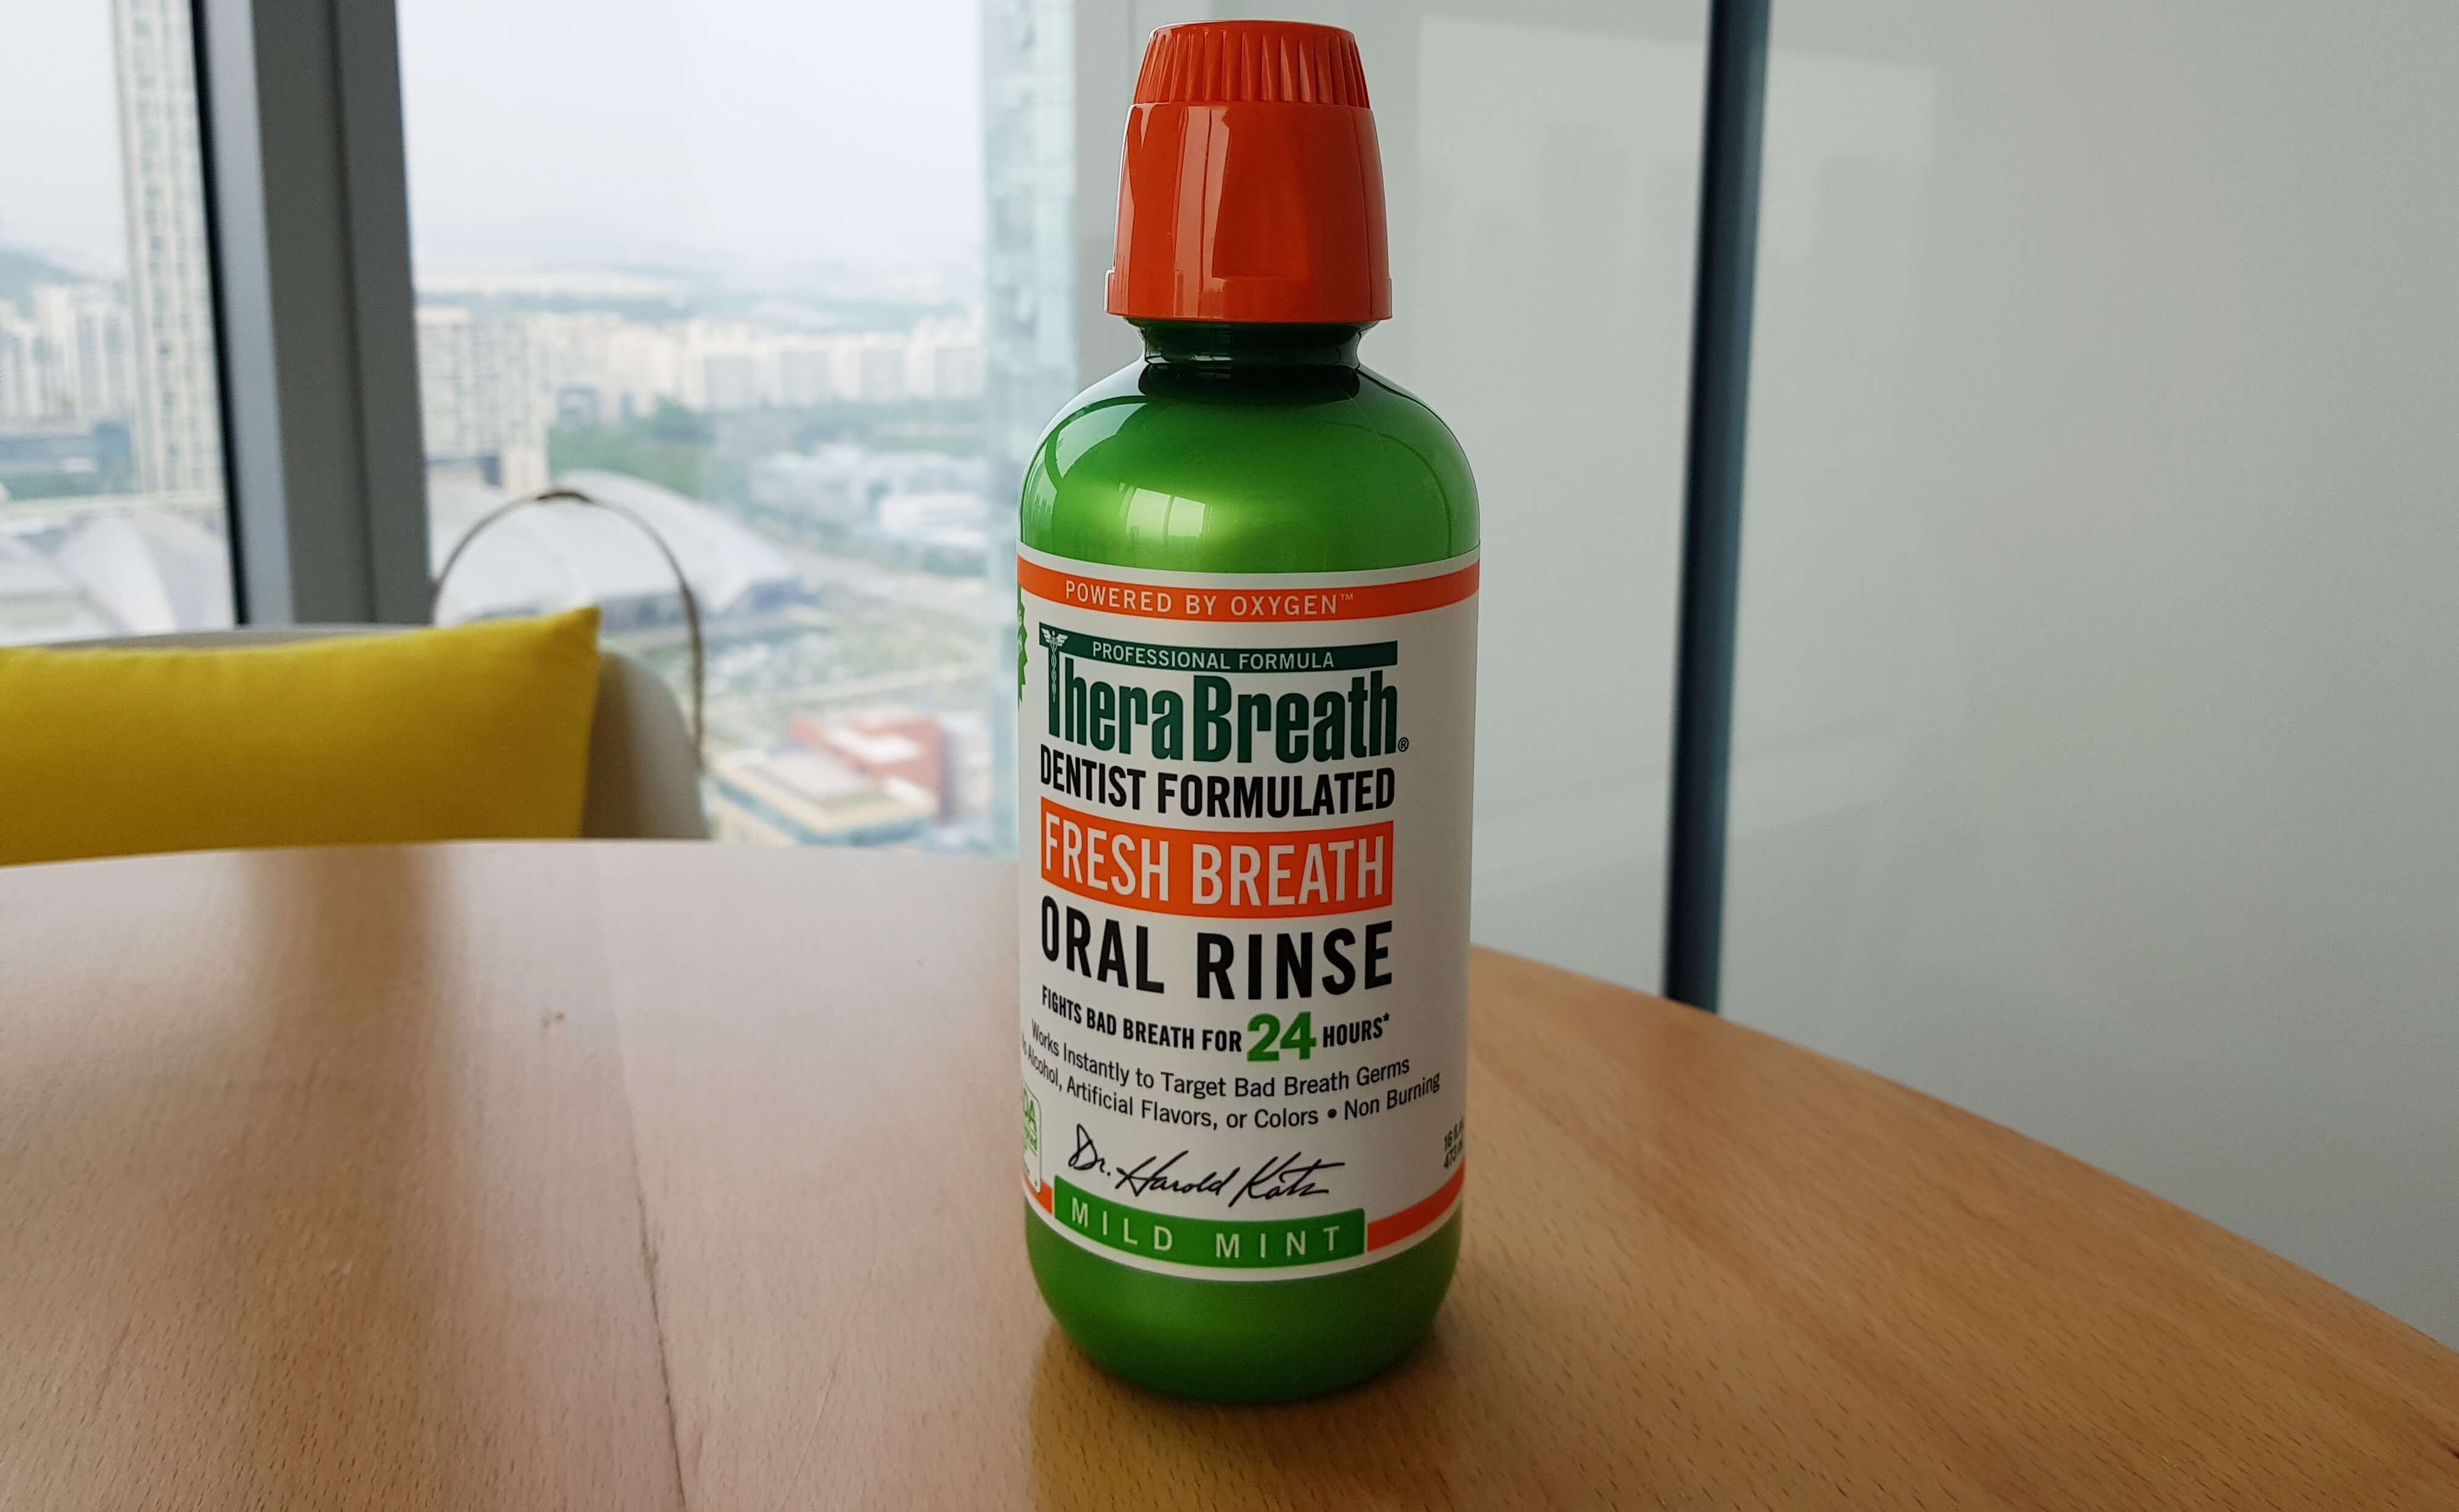 POWERED BY OXYGEN™
PROFESSIONAL FORMULA
TheraBreath®
DENTIST FORMULATED
FRESH BREATH
ORAL RINSE
FIGHTS BAD BREATH FOR 24 HOURS*
Works Instantly to Target Bad Breath Germs
Alcohol, Artificial Flavors, or Colors • Non Burning
Dr. Harold Katz
MILD MINT